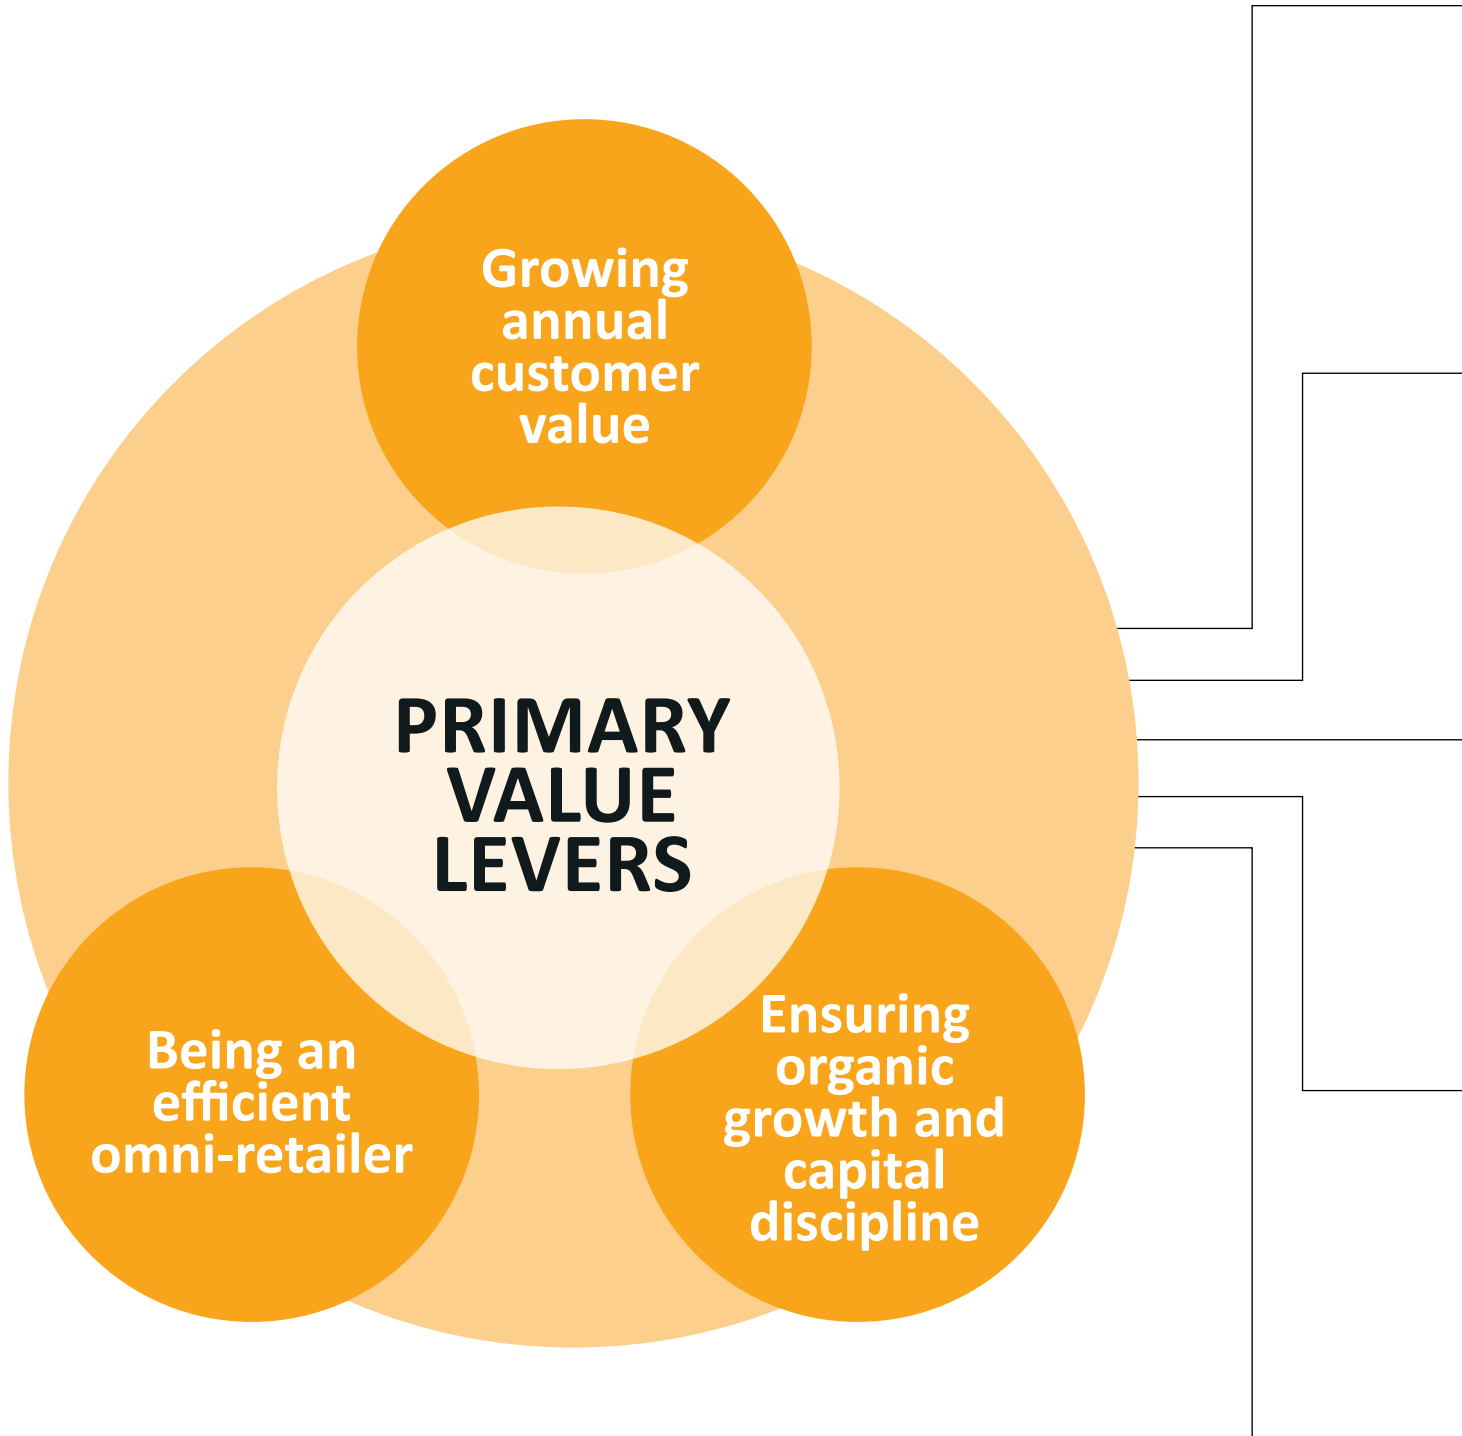 Growing
annual
customer
value
PRIMARY
VALUE
LEVERS
Being an
efficient
omni-retailer
Ensuring
organic
growth and
capital
discipline